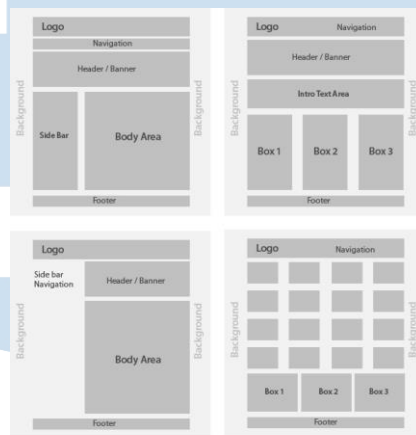 Logo
Navigation
Header / Banner
Background
Side Bar
Body Area
Background
Footer
Logo Navigation
Header / Banner
Background
Intro Text Area
Background
Box 1 Box 2 Box 3
Footer
Logo
Side bar
Navigation
Header / Banner
Background
Body Area
Background
Footer
Logo Navigation
Background
Background
Box 1 Box 2 Box 3
Footer